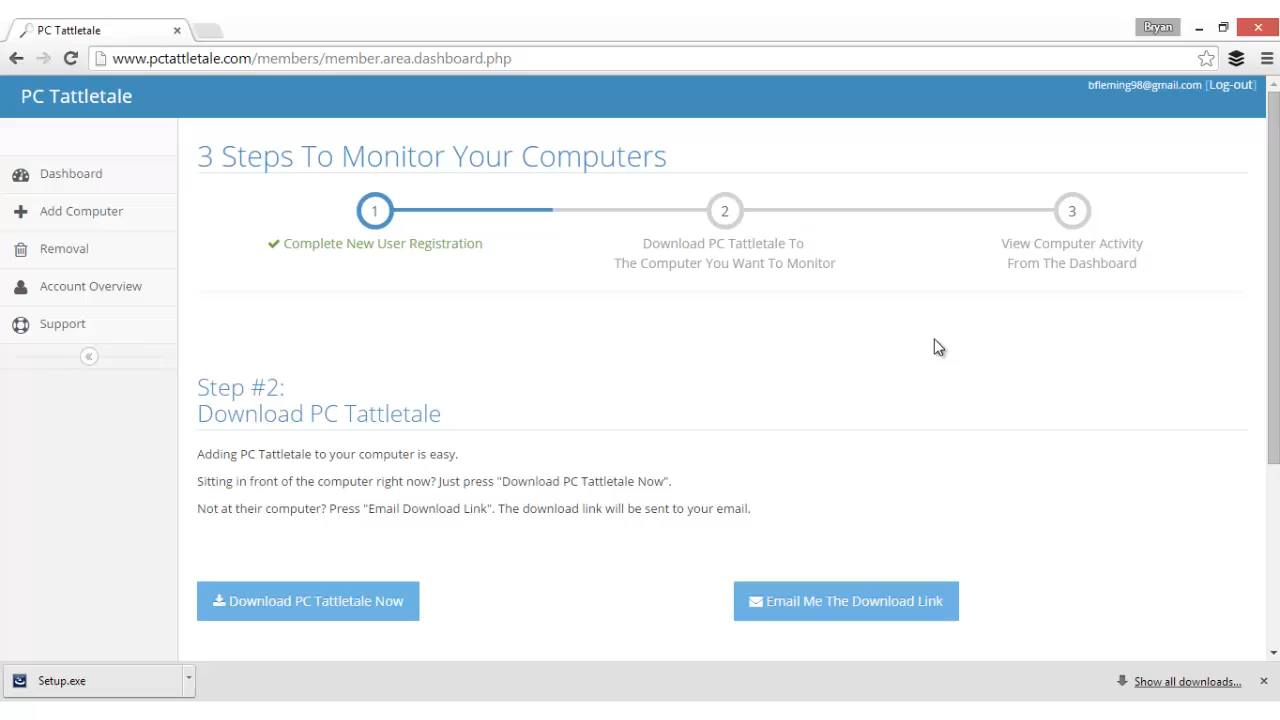 PC Tattletale
Bryan
www.pctattletale.com/members/member.area.dashboard.php
PC Tattletale
bfleming98@gmail.com [Log-out]
Dashboard
Add Computer
Removal
Account Overview
Support
3 Steps To Monitor Your Computers
1
2
3
Complete New User Registration
Download PC Tattletale To
The Computer You Want To Monitor
View Computer Activity
From The Dashboard
Step #2:
Download PC Tattletale
Adding PC Tattletale to your computer is easy.
Sitting in front of the computer right now? Just press "Download PC Tattletale Now".
Not at their computer? Press "Email Download Link". The download link will be sent to your email.
Download PC Tattletale Now
Email Me The Download Link
Setup.exe
Show all downloads...